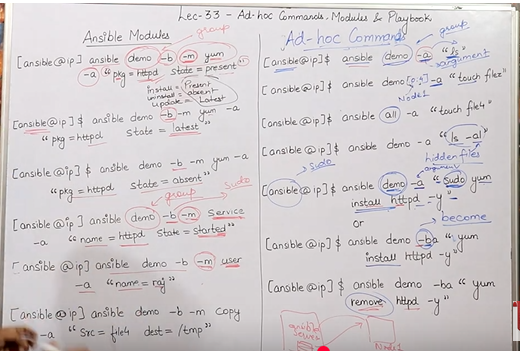 Lec-33 - Ad-hoc Commands, Modules & Playbook
Ansible Modules
group
[ansible@ip] ansible demo -b -m yum
-a "pkg = httpd state = present"
install = Present
uninstall = absent
update = Latest
[ansible@ip] $ ansible demo -b -m yum -a
"pkg = httpd state = latest"
[ansible@ip] $ ansible demo -b -m yum -a
"pkg = httpd state = absent"
group sudo
[ansible@ip] ansible demo -b -m service
-a "name = httpd state = started"
[ansible@ip] ansible demo -b -m user
-a "name = raj"
[ansible@ip] ansible demo -b -m copy
-a "src = file4 dest = /tmp"
Ad-hoc Commands
group
[ansible@ip]$ ansible demo -a "ls"
argument
[ansible@ip]$ ansible demo[0:4] -a "touch filez"
Node1
[ansible@ip]$ ansible all -a "touch file4"
[ansible@ip]$ ansible demo -a "ls -al"
hidden files
sudo
[ansible@ip]$ ansible demo -a "sudo yum
install httpd -y"
or
become
[ansible@ip]$ ansible demo -ba "yum
install httpd -y"
[ansible@ip]$ ansible demo -ba "yum
remove httpd -y"
ansible
server
Node1